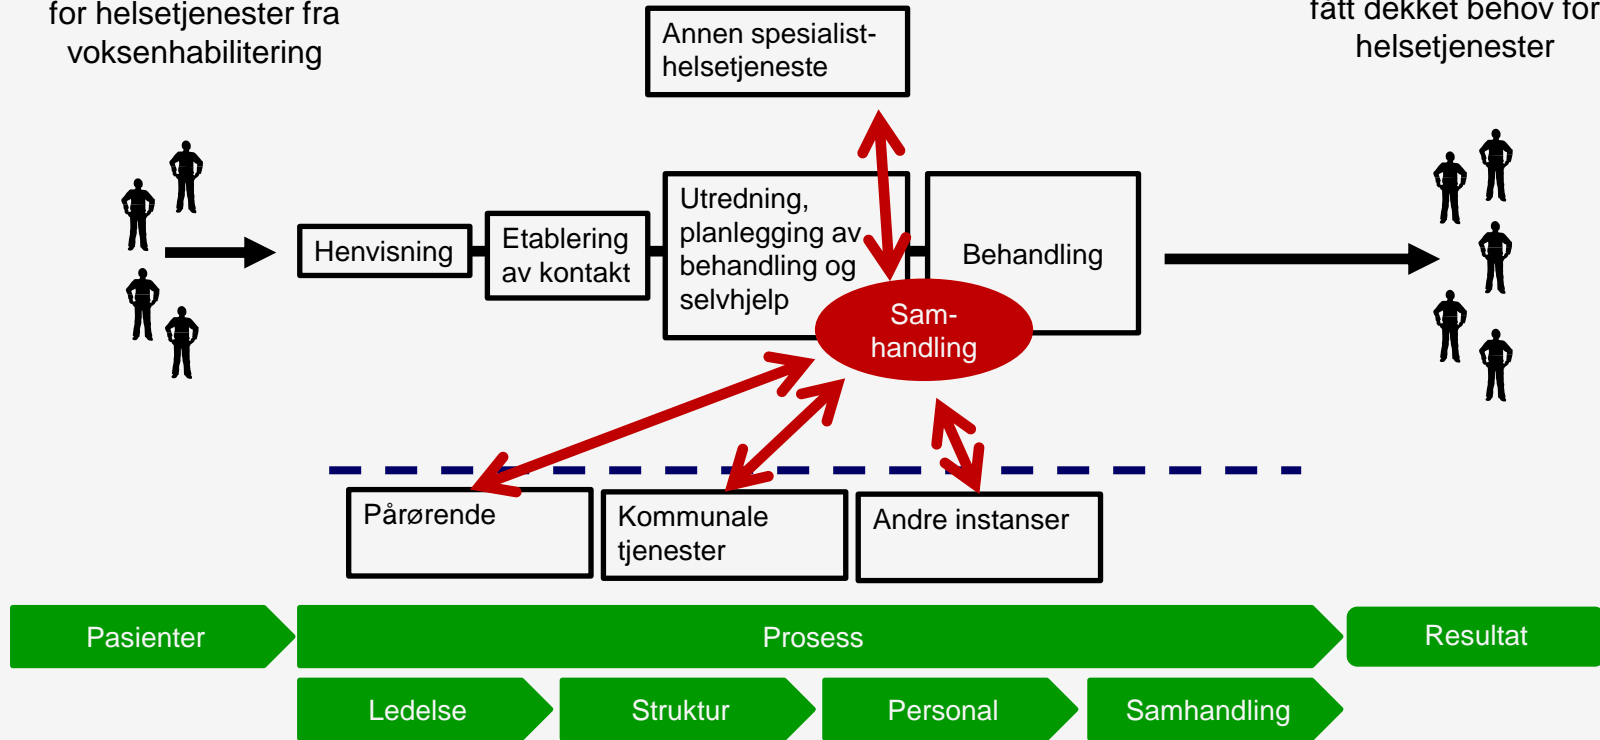 for helsetjenester fra
voksenhabilitering
Annen spesialist-
helsetjeneste
fått dekket behov for
helsetjenester
Henvisning
Etablering
av kontakt
Utredning,
planlegging av
behandling og
selvhjelp
Behandling
Sam-
handling
Pårørende
Kommunale
tjenester
Andre instanser
Pasienter
Prosess
Resultat
Ledelse
Struktur
Personal
Samhandling